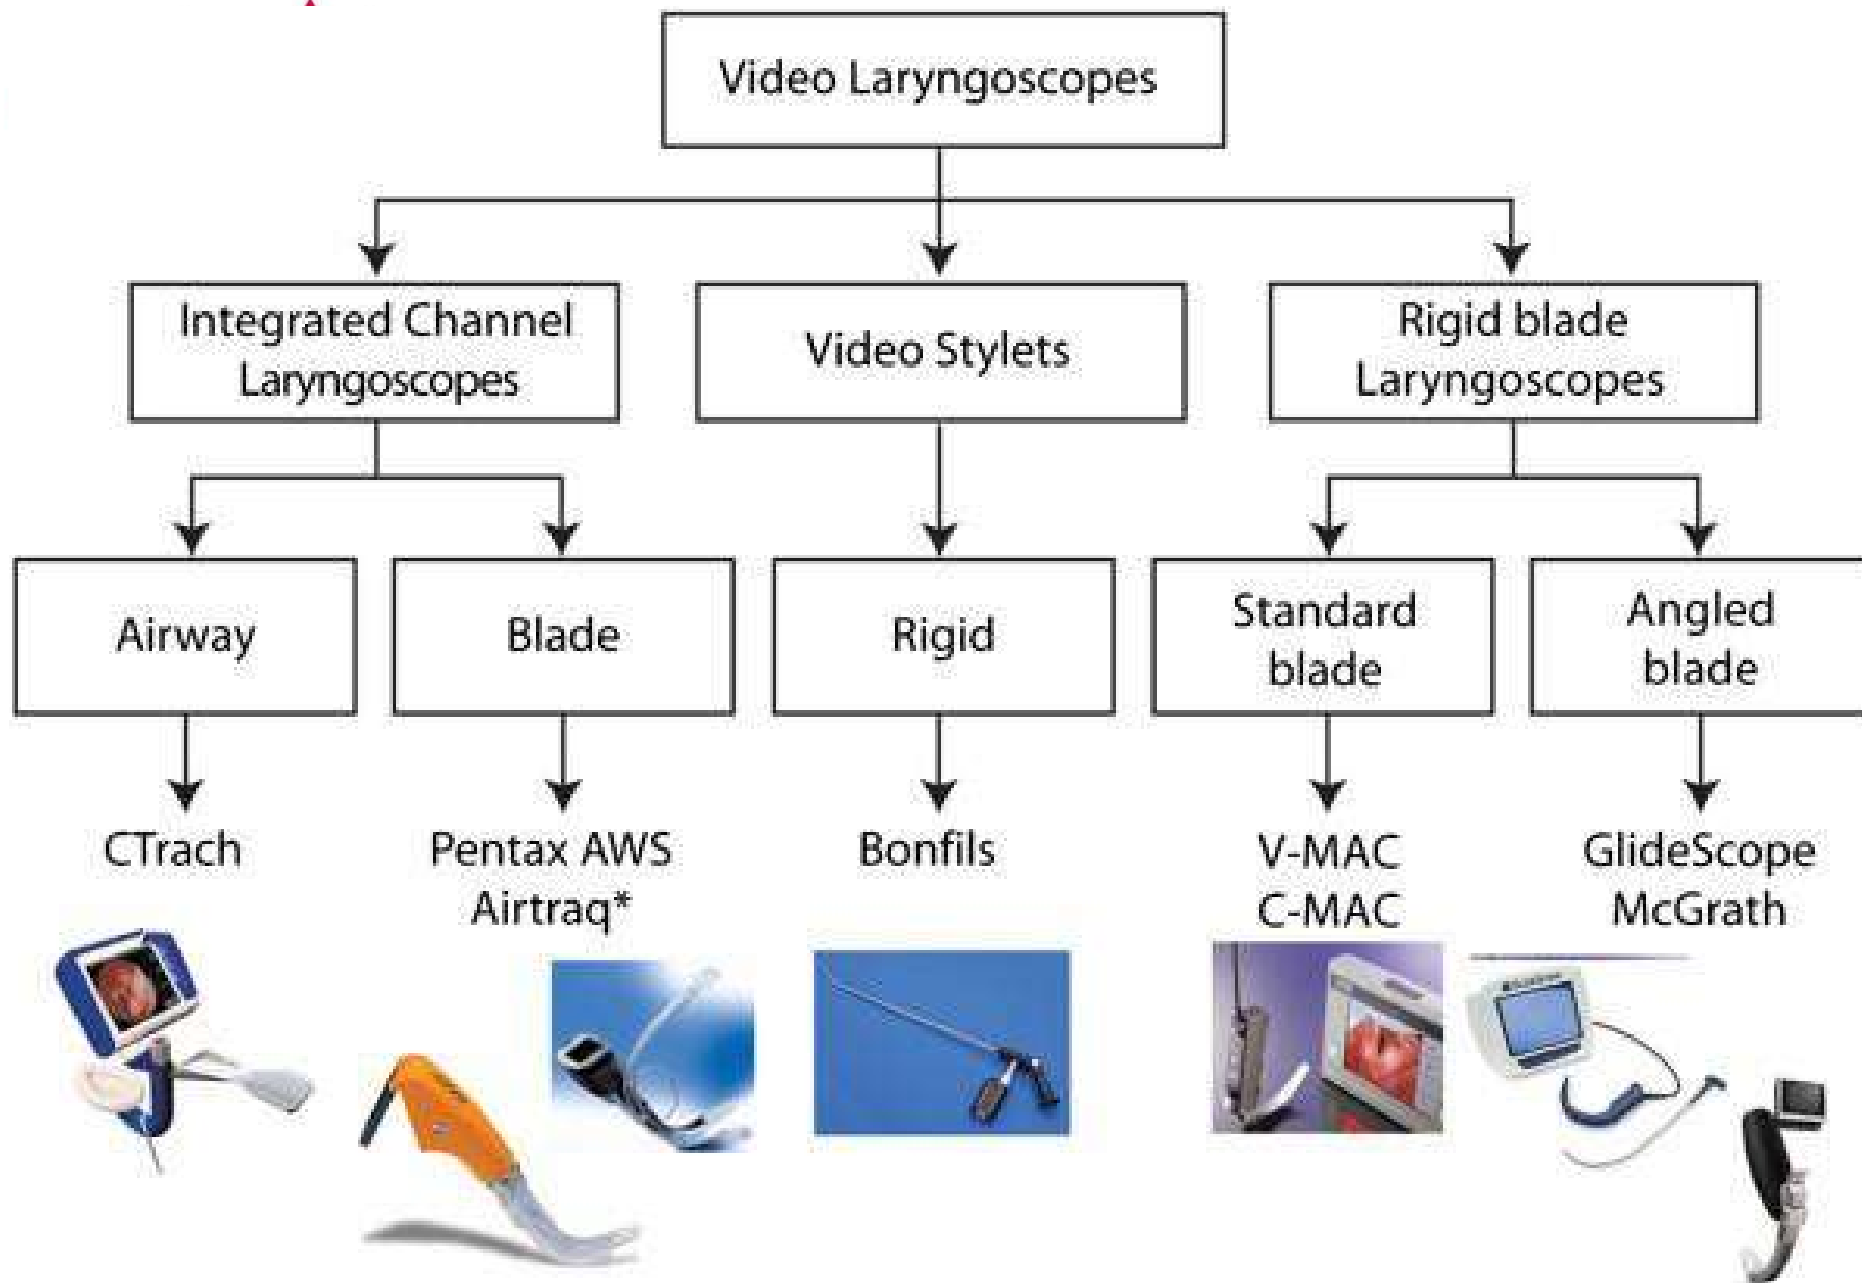 Video Laryngoscopes
Integrated Channel
Laryngoscopes
Video Stylets
Rigid blade
Laryngoscopes
Airway
Blade
Rigid
Standard
blade
Angled
blade
CTrach
Pentax AWS
Airtraq*
Bonfils
V-MAC
C-MAC
GlideScope
McGrath